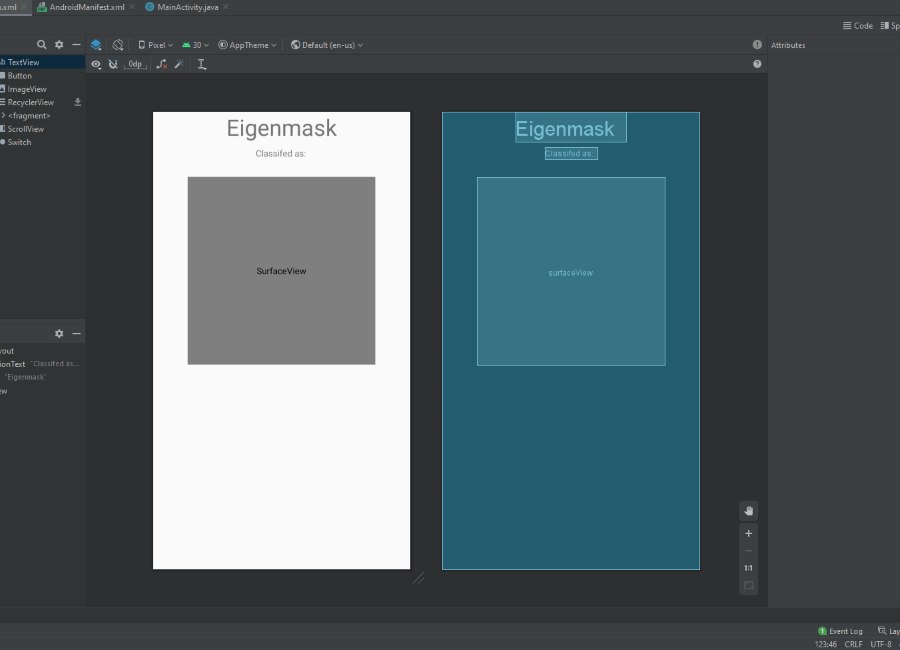 .xml AndroidManifest.xml MainActivity.java
Code
Pixel 30 AppTheme Default (en-us) Attributes
0dp
Ab TextView
Button
ImageView
RecyclerView
<fragment>
ScrollView
Switch
Eigenmask
Classifed as:
SurfaceView
Eigenmask
Classifed as:
surfaceView
yout
ionText "Classifed as...
"Eigenmask"
ew
1:1
1 Event Log Lay
123:46 CRLF UTF-8